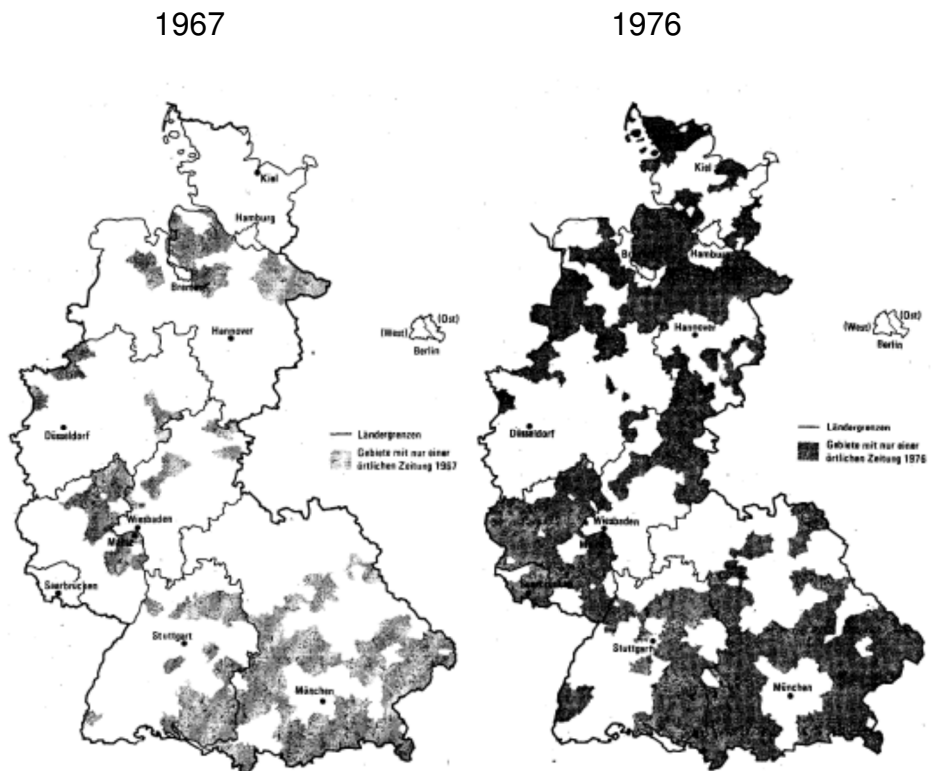 1967
1976
Kiel
Hamburg
Bremen
Hannover
(West)
(Ost)
Berlin
Düsseldorf
Ländergrenzen
Gebiete mit nur einer
örtlichen Zeitung 1967
Wiesbaden
Mainz
Saarbrücken
Stuttgart
München
Kiel
Hamburg
Hannover
(West)
(Ost)
Berlin
Düsseldorf
Ländergrenzen
Gebiete mit nur einer
örtlichen Zeitung 1976
Wiesbaden
Stuttgart
München